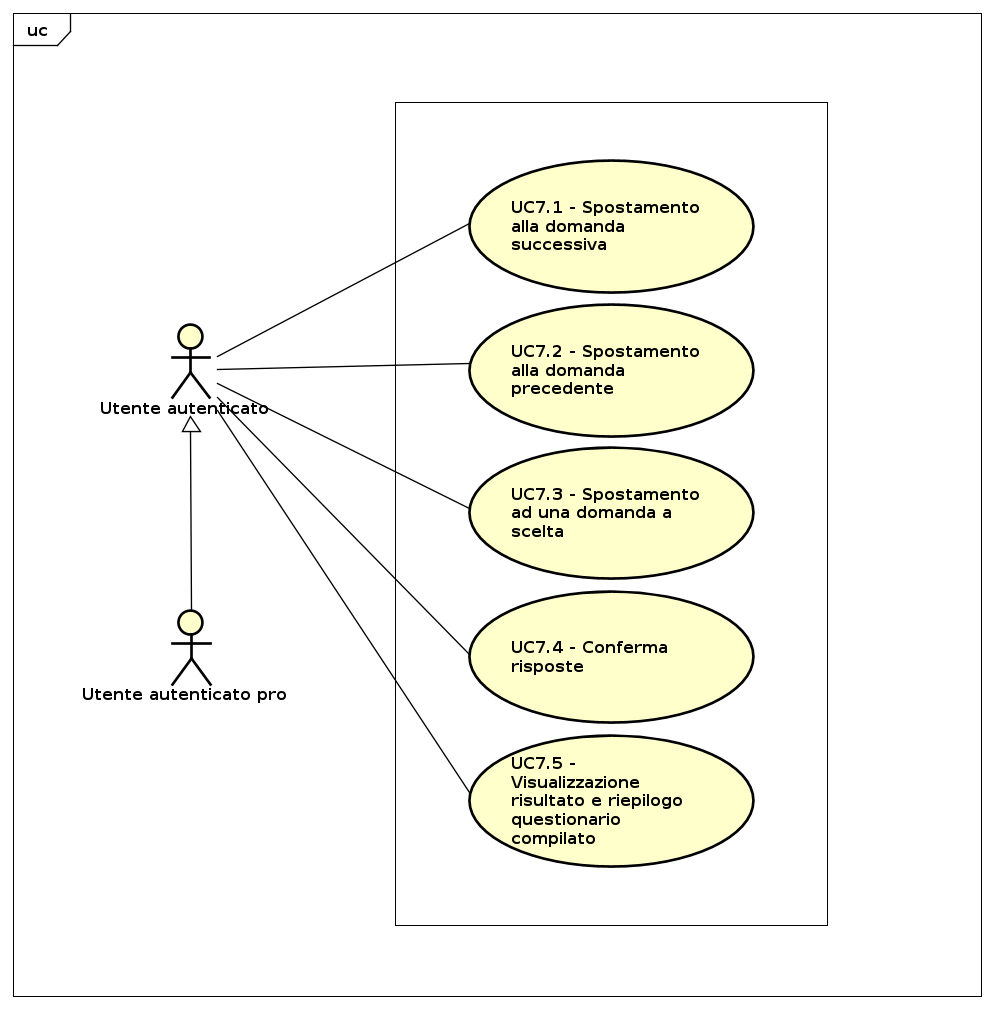 uc
UC7.1 - Spostamento
alla domanda
successiva
UC7.2 - Spostamento
alla domanda
precedente
Utente autenticato
UC7.3 - Spostamento
ad una domanda a
scelta
UC7.4 - Conferma
risposte
Utente autenticato pro
UC7.5 -
Visualizzazione
risultato e riepilogo
questionario
compilato